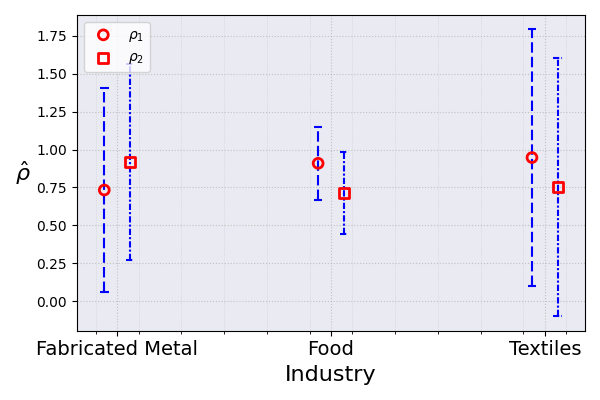 ρ₁
ρ₂
1.75
1.50
1.25
1.00
0.75
0.50
0.25
0.00
ρ̂
Fabricated Metal
Food
Textiles
Industry